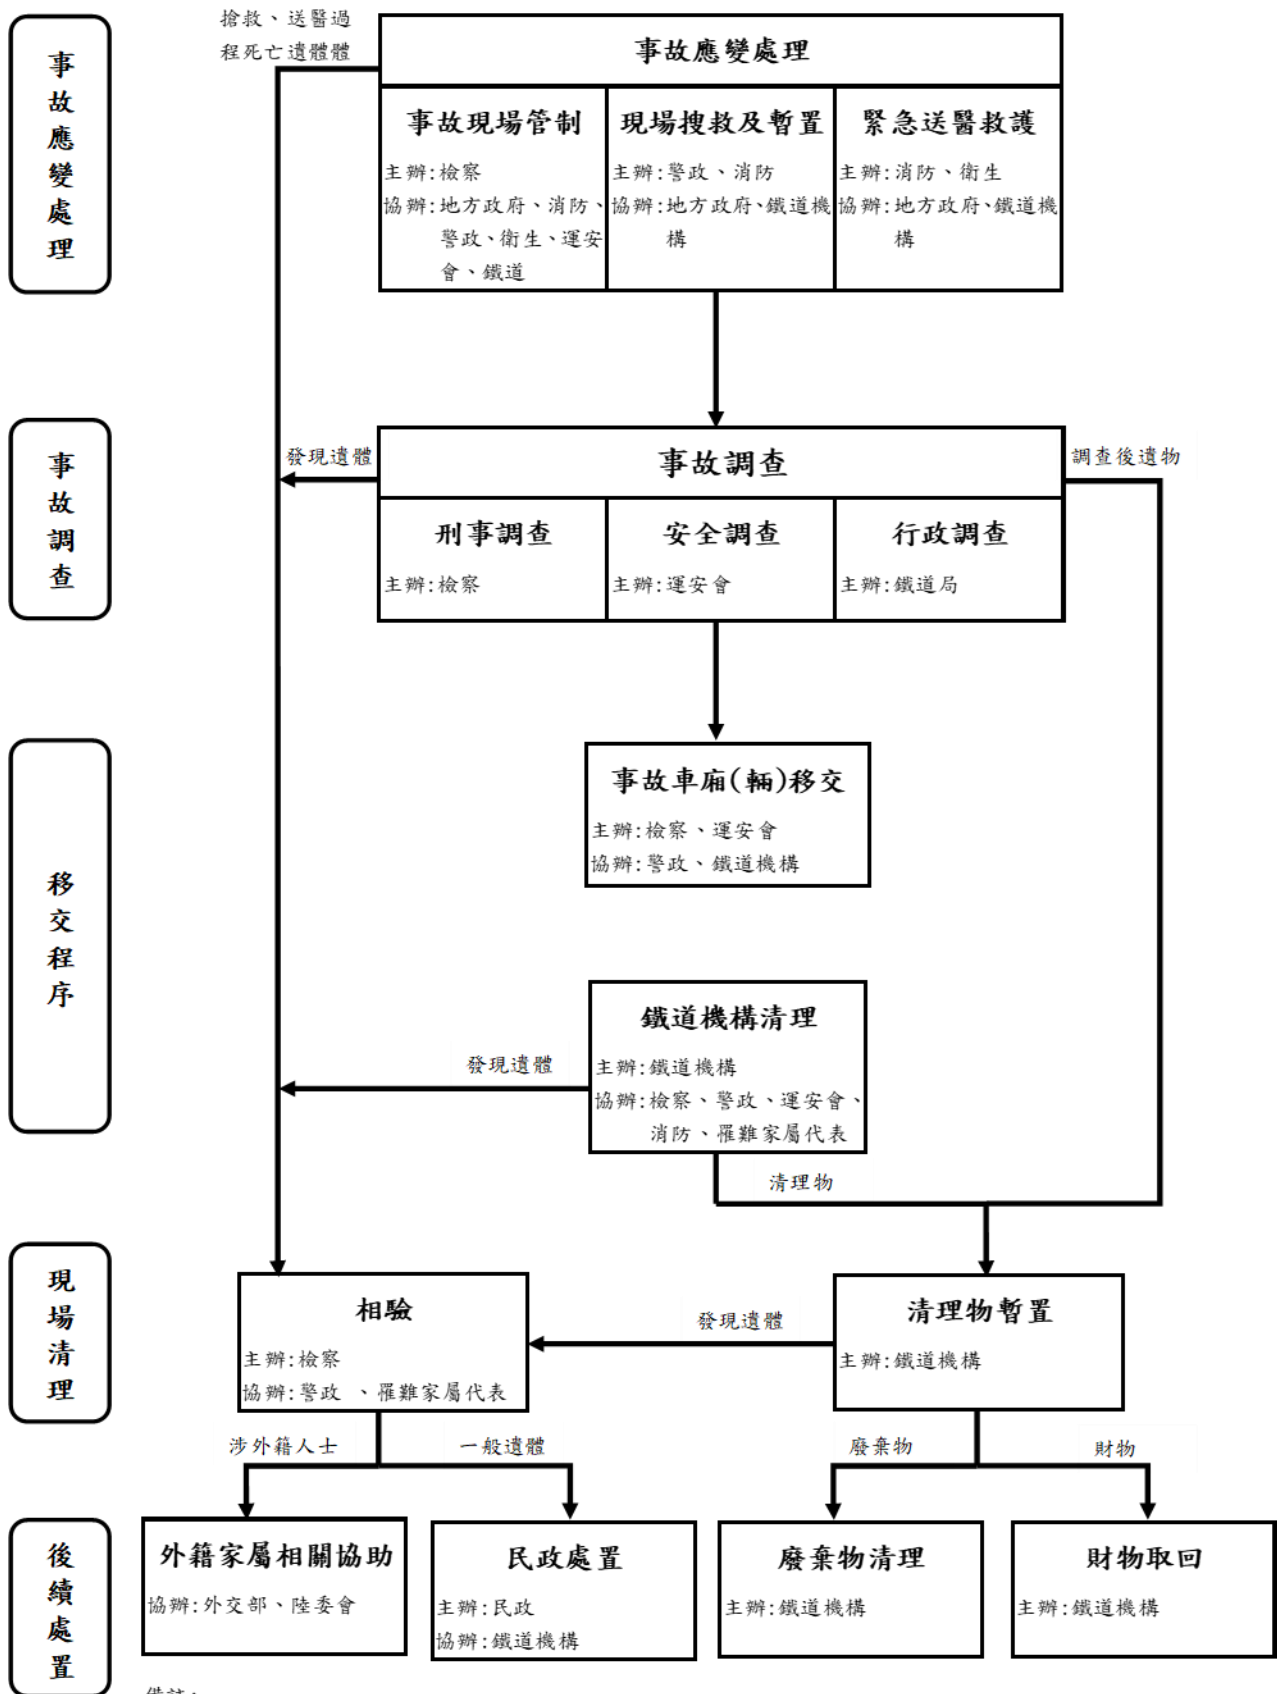 事故應變處理
搶救、送醫過
程死亡遺體體
事故應變處理
事故現場管制
主辦:檢察
協辦:地方政府、消防、
警政、衛生、運安
會、鐵道
現場搜救及暫置
主辦:警政、消防
協辦:地方政府、鐵道機
構
緊急送醫救護
主辦:消防、衛生
協辦:地方政府、鐵道機
構
事故調查
發現遺體
事故調查
調查後遺物
刑事調查
主辦:檢察
安全調查
主辦:運安會
行政調查
主辦:鐵道局
移交程序
事故車廂(輛)移交
主辦:檢察、運安會
協辦:警政、鐵道機構
鐵道機構清理
主辦:鐵道機構
協辦:檢察、警政、運安會、
消防、罹難家屬代表
發現遺體
清理物
現場清理
相驗
主辦:檢察
協辦:警政 、罹難家屬代表
發現遺體
清理物暫置
主辦:鐵道機構
涉外籍人士
一般遺體
廢棄物
財物
後續處置
外籍家屬相關協助
協辦:外交部、陸委會
民政處置
主辦:民政
協辦:鐵道機構
廢棄物清理
主辦:鐵道機構
財物取回
主辦:鐵道機構